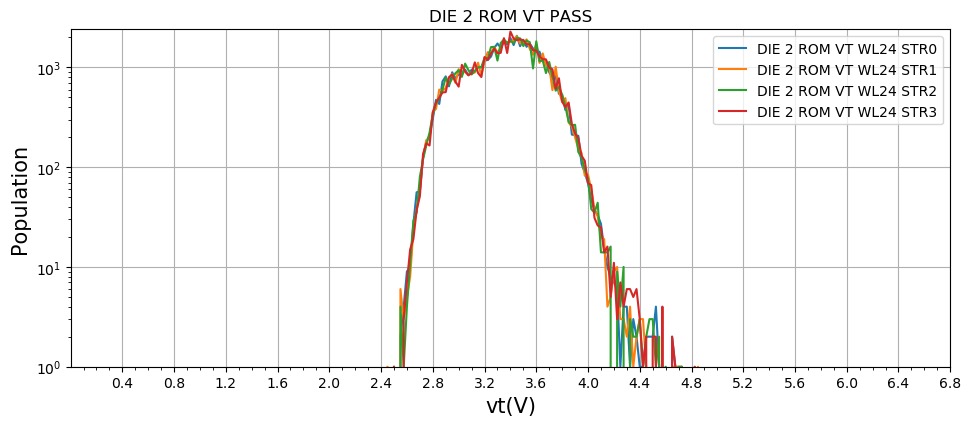 DIE 2 ROM VT PASS
DIE 2 ROM VT WL24 STR0
DIE 2 ROM VT WL24 STR1
DIE 2 ROM VT WL24 STR2
DIE 2 ROM VT WL24 STR3
Population
10³
10²
10¹
10⁰
0.4 0.8 1.2 1.6 2.0 2.4 2.8 3.2 3.6 4.0 4.4 4.8 5.2 5.6 6.0 6.4 6.8
vt(V)